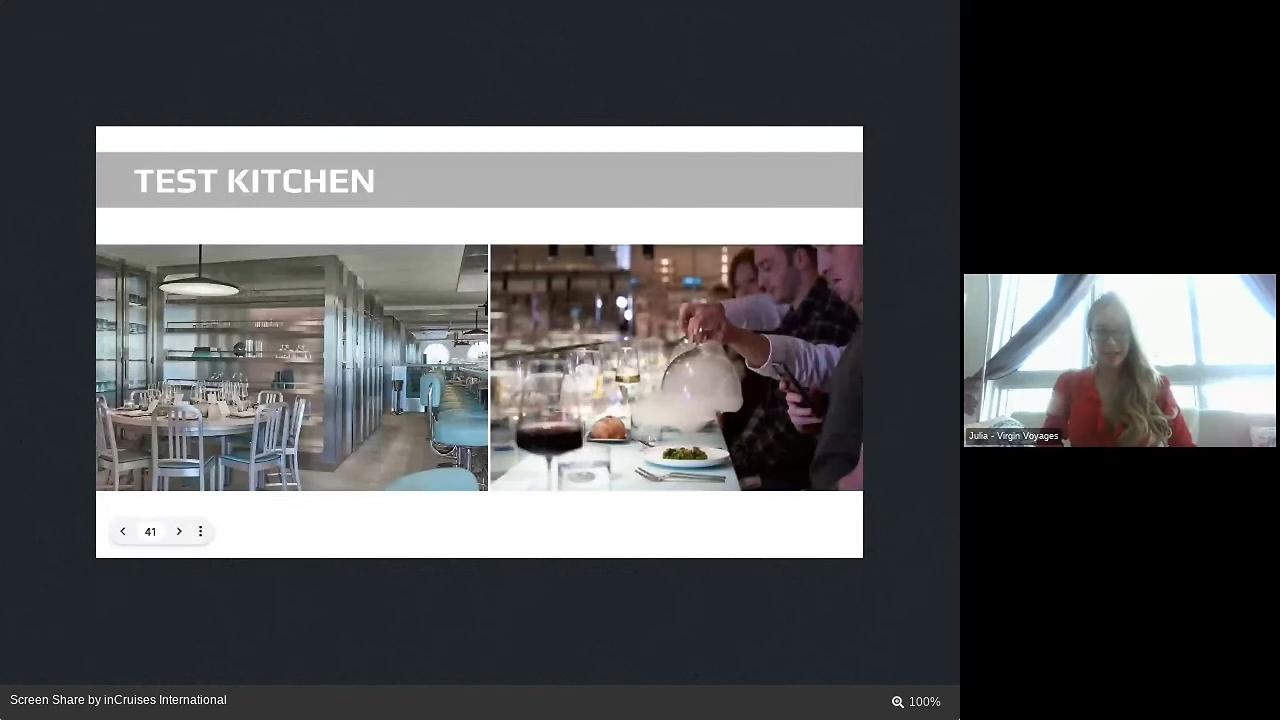 TEST KITCHEN
41
Julia - Virgin Voyages
Screen Share by inCruises International
100%